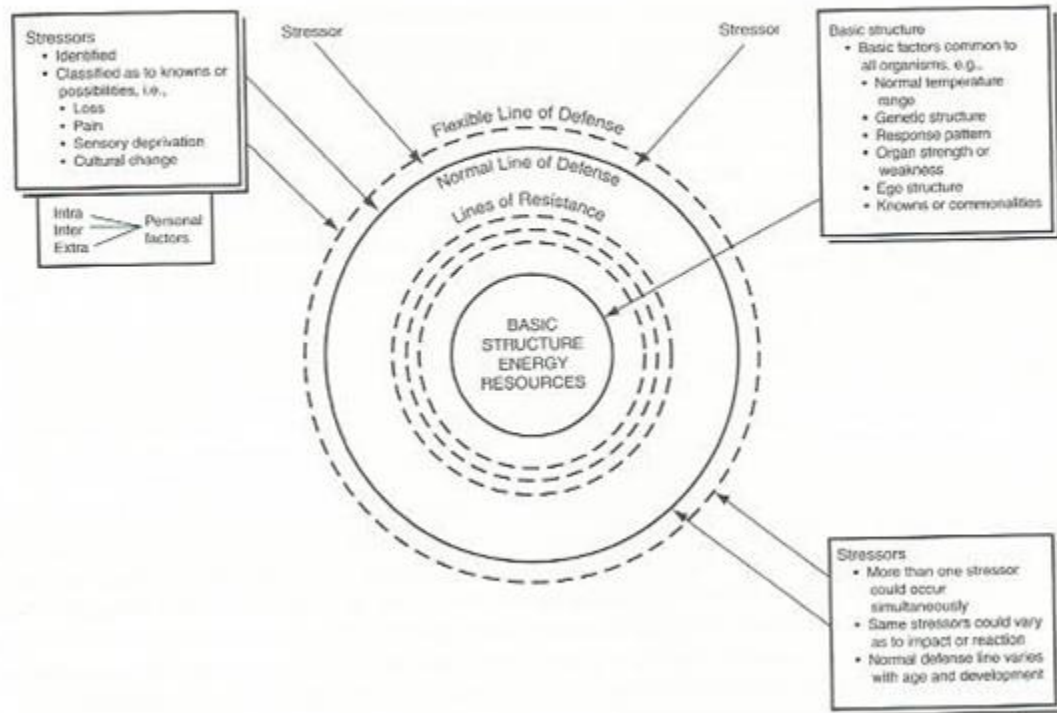 Stressors
• Identified
• Classified as to knowns or
possibilities, i.e.,
• Loss
• Pain
• Sensory deprivation
• Cultural change
Intra
Inter
Extra
Personal
factors
Stressor
Stressor
Basic structure
• Basic factors common to
all organisms, e.g.,
• Normal temperature
range
• Genetic structure
• Response pattern
• Organ strength or
weakness
• Ego structure
• Knowns or commonalities
Flexible Line of Defense
Normal Line of Defense
Lines of Resistance
BASIC
STRUCTURE
ENERGY
RESOURCES
Stressors
• More than one stressor
could occur
simultaneously
• Same stressors could vary
as to impact or reaction
• Normal defense line varies
with age and development